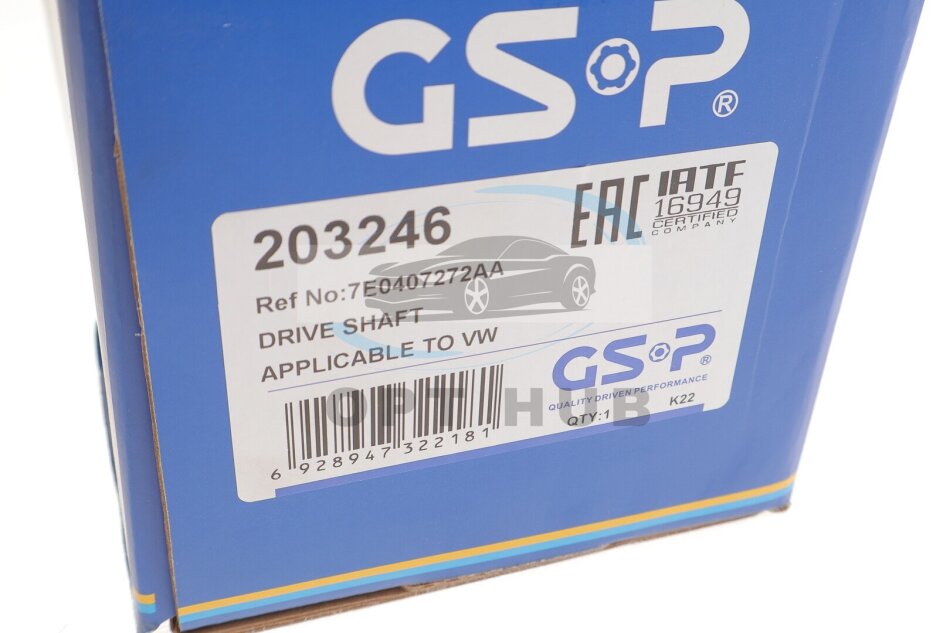 GSP®
EAC
IATF
16949
CERTIFIED
COMPANY
203246
Ref No:7E0407272AA
DRIVE SHAFT
APPLICABLE TO VW
GSP®
QUALITY DRIVEN PERFORMANCE
OPT HUB
QTY:1 K22
6 928947 322181